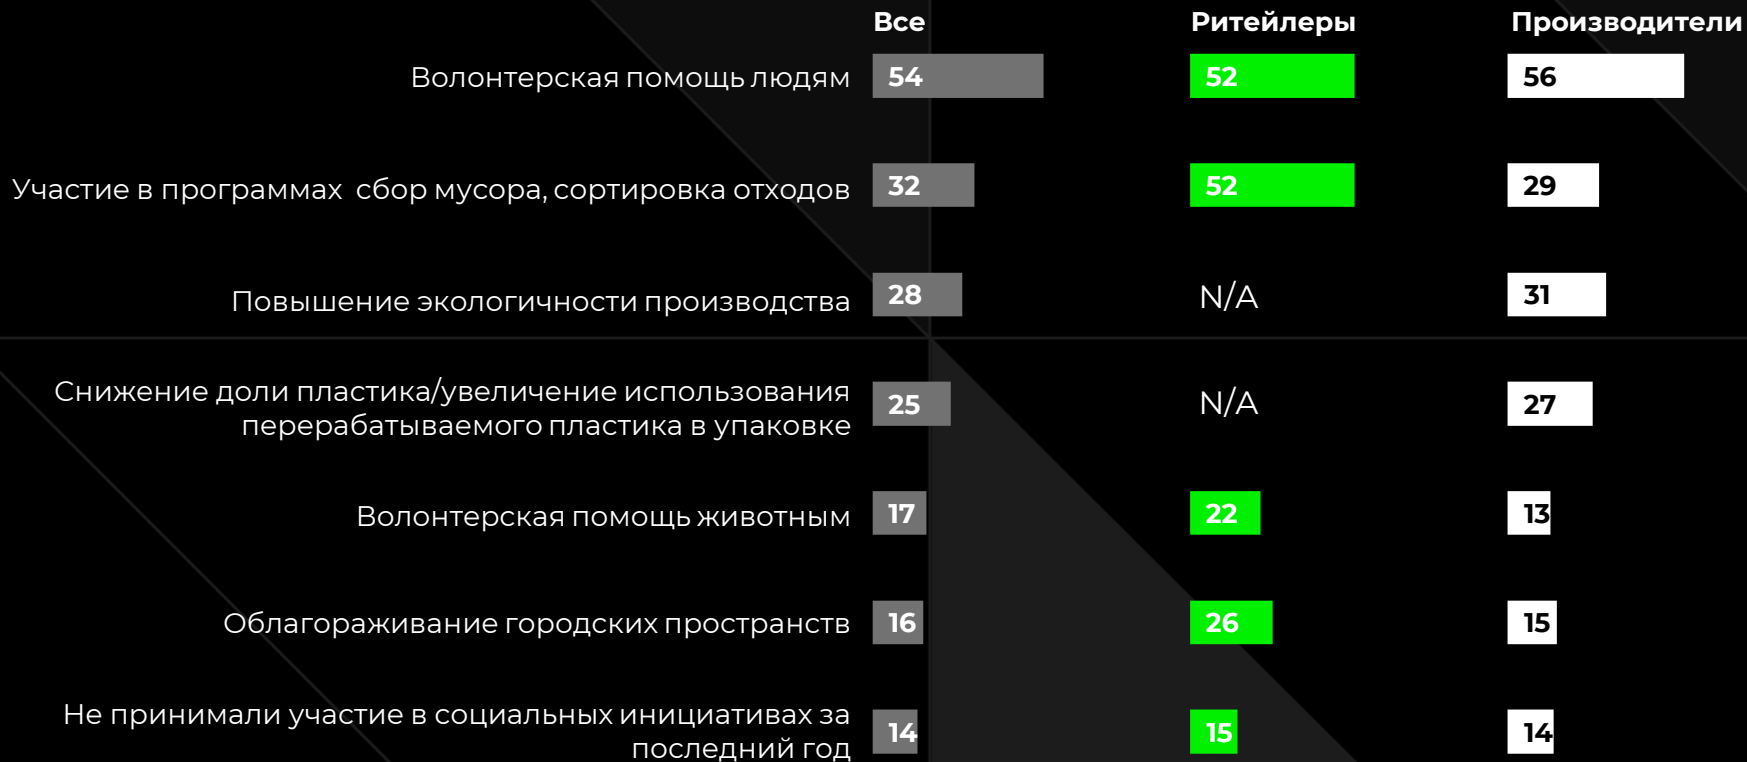 Все Ритейлеры Производители
Волонтерская помощь людям 54 52 56
Участие в программах сбор мусора, сортировка отходов 32 52 29
Повышение экологичности производства 28 N/A 31
Снижение доли пластика/увеличение использования
перерабатываемого пластика в упаковке 25 N/A 27
Волонтерская помощь животным 17 22 13
Облагораживание городских пространств 16 26 15
Не принимали участие в социальных инициативах за
последний год 14 15 14